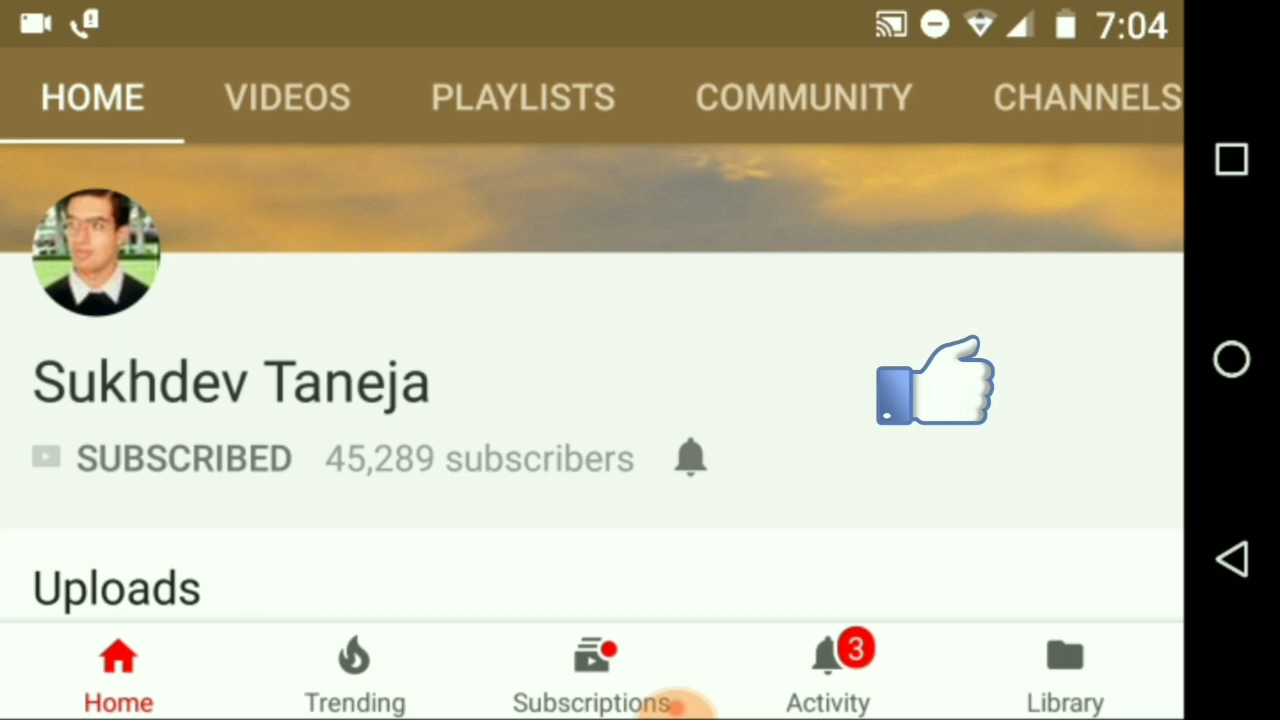 7:04
HOME VIDEOS PLAYLISTS COMMUNITY CHANNELS
Sukhdev Taneja
SUBSCRIBED 45,289 subscribers
Uploads
3
Home Trending Subscriptions Activity Library